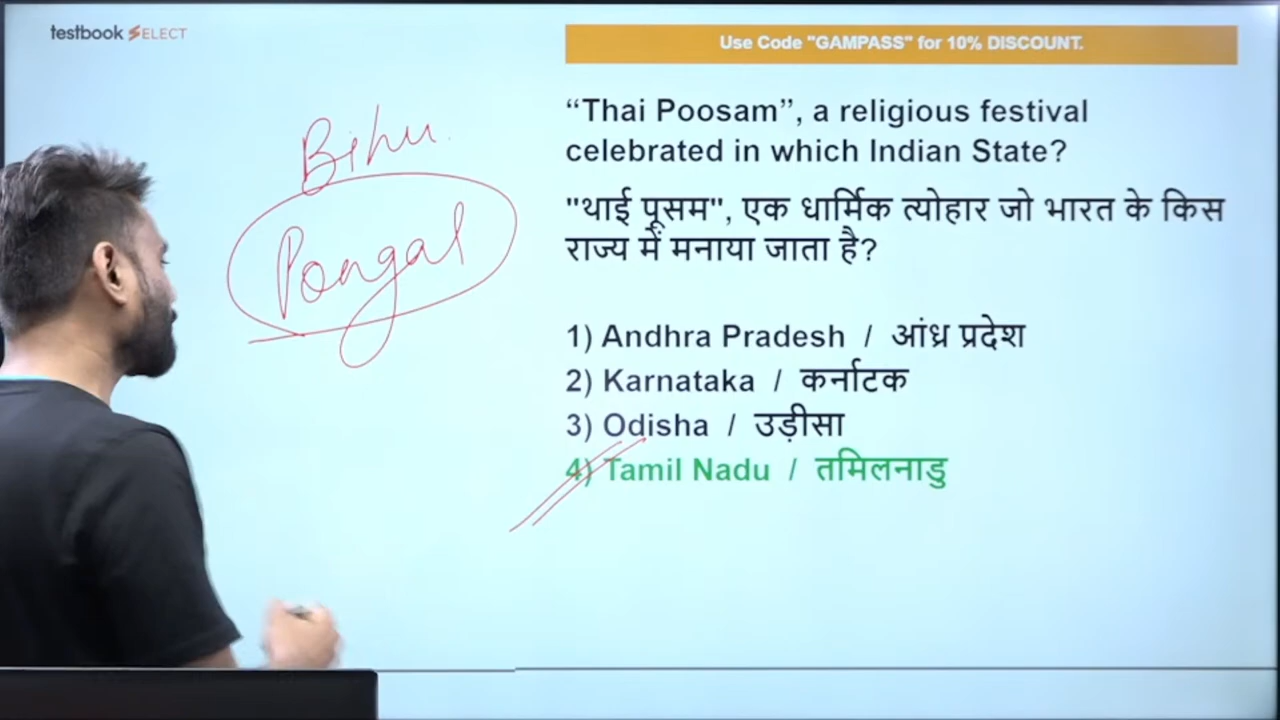 testbook SELECT
Use Code "GAMPASS" for 10% DISCOUNT.
Bihu.
Pongal
“Thai Poosam”, a religious festival
celebrated in which Indian State?
"थाई पूसम", एक धार्मिक त्योहार जो भारत के किस
राज्य में मनाया जाता है?
1) Andhra Pradesh / आंध्र प्रदेश
2) Karnataka / कर्नाटक
3) Odisha / उड़ीसा
4) Tamil Nadu / तमिलनाडु